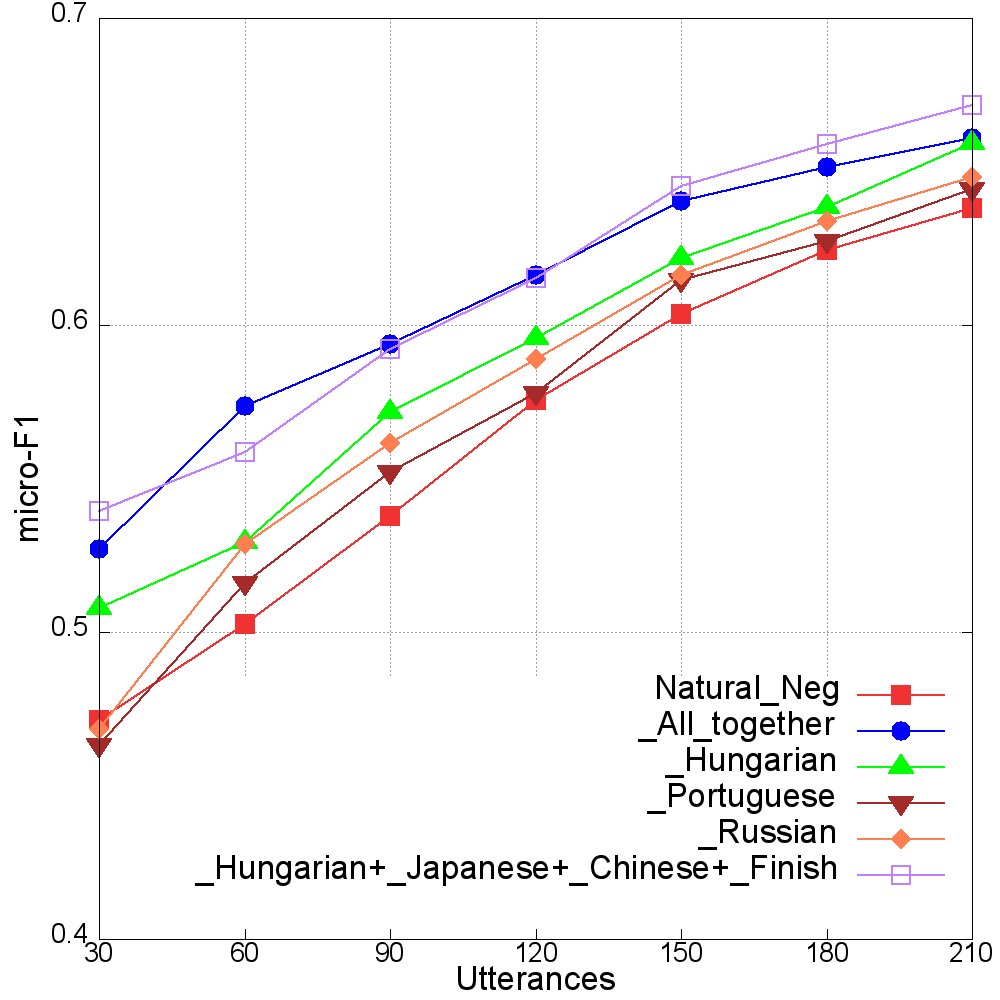 0.7
0.6
0.5
0.4
micro-F1
Natural_Neg
_All_together
_Hungarian
_Portuguese
_Russian
_Hungarian+_Japanese+_Chinese+_Finish
30 60 90 120 150 180 210
Utterances